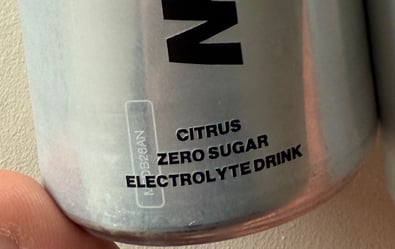 CITRUS
ZERO SUGAR
ELECTROLYTE DRINK